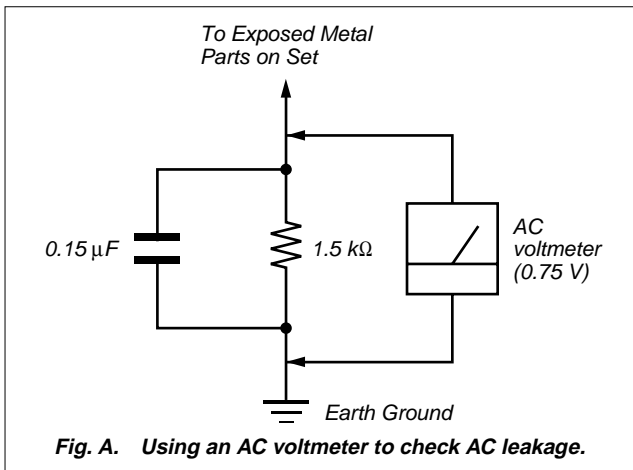 To Exposed Metal
Parts on Set
0.15 µF
1.5 kΩ
AC
voltmeter
(0.75 V)
Earth Ground
Fig. A. Using an AC voltmeter to check AC leakage.